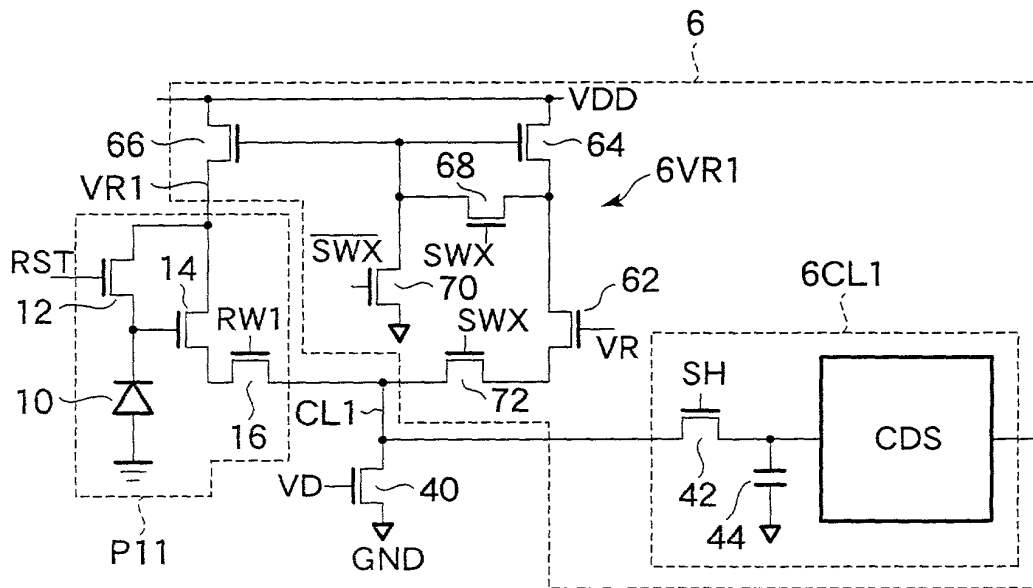 6
VDD
66
64
68
6VR1
VR1
S̅W̅X̅
SWX
RST
14
70
62
6CL1
12
RW1
SWX
VR
SH
10
16
CL1
72
CDS
VD
40
42
44
P11
GND